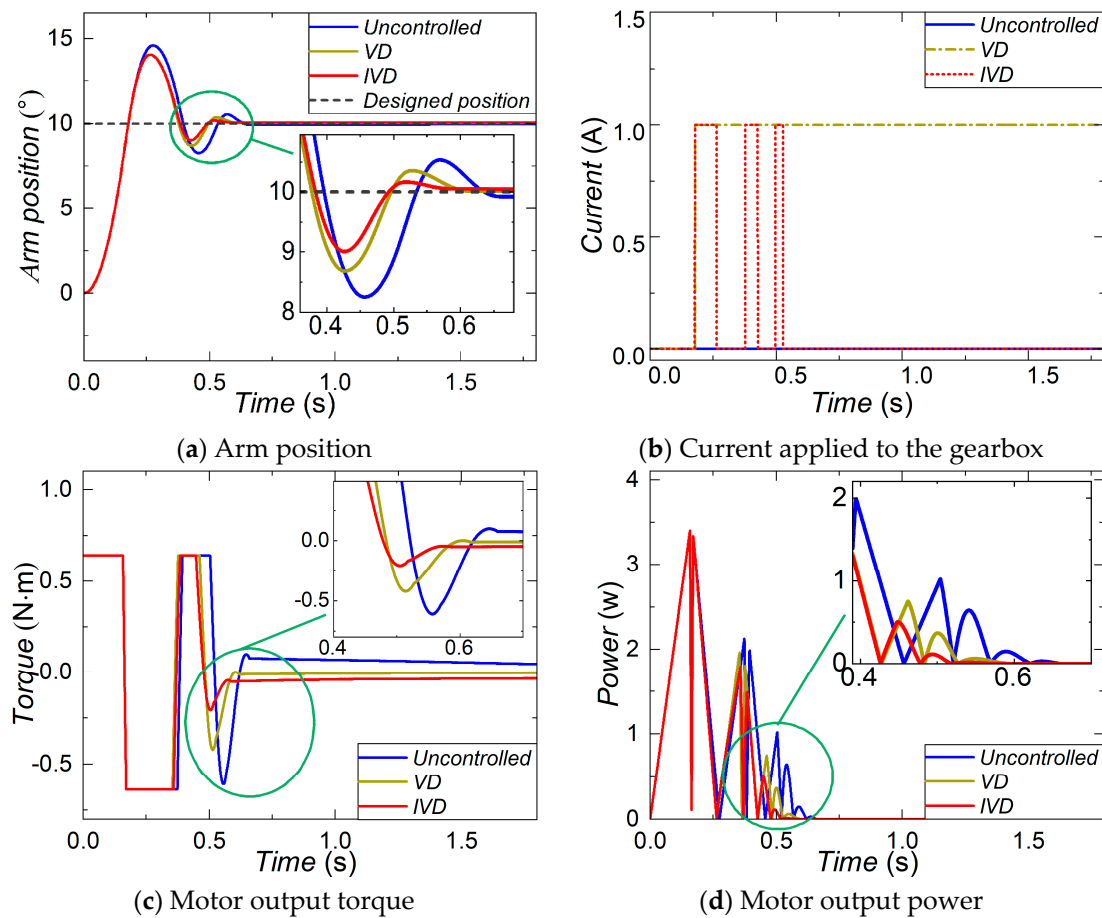 Uncontrolled
VD
IVD
Designed position
Arm position (°)
15
10
5
0
10
9
8
0.4 0.5 0.6
0.0 0.5 1.0 1.5
Time (s)
(a) Arm position
Uncontrolled
VD
IVD
Current (A)
1.5
1.0
0.5
0.0
0.0 0.5 1.0 1.5
Time (s)
(b) Current applied to the gearbox
Torque (N·m)
1.0
0.5
0.0
-0.5
0.0
-0.5
0.4 0.6
Uncontrolled
VD
IVD
0.0 0.5 1.0 1.5
Time (s)
(c) Motor output torque
Power (w)
4
3
2
1
0
2
1
0
0.4 0.6
Uncontrolled
VD
IVD
0.0 0.5 1.0 1.5
Time (s)
(d) Motor output power